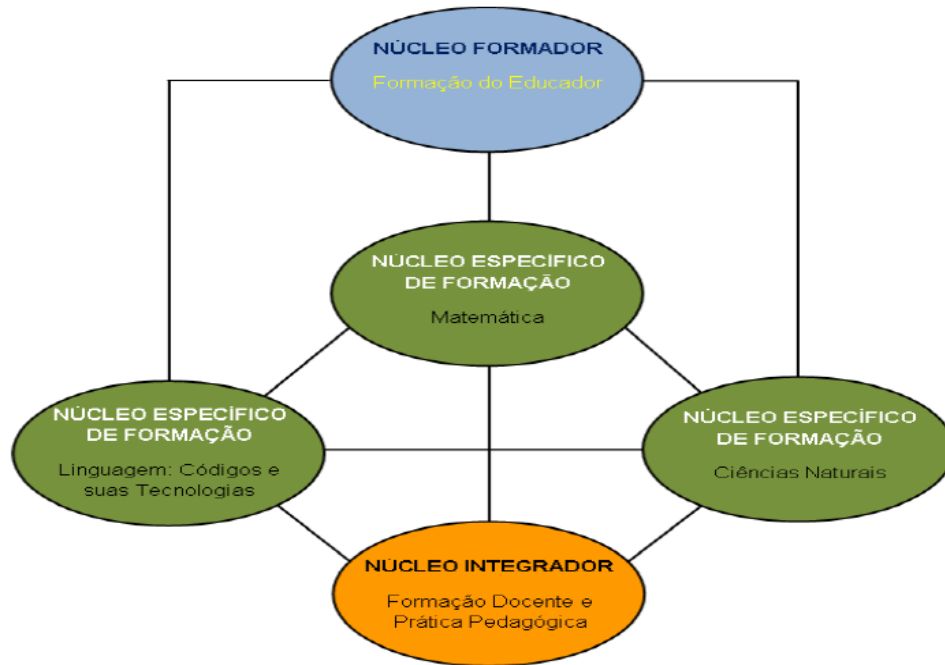 NÚCLEO FORMADOR
Formação do Educador
NÚCLEO ESPECÍFICO
DE FORMAÇÃO
Matemática
NÚCLEO ESPECÍFICO
DE FORMAÇÃO
Linguagem: Códigos e
suas Tecnologias
NÚCLEO ESPECÍFICO
DE FORMAÇÃO
Ciências Naturais
NÚCLEO INTEGRADOR
Formação Docente e
Prática Pedagógica